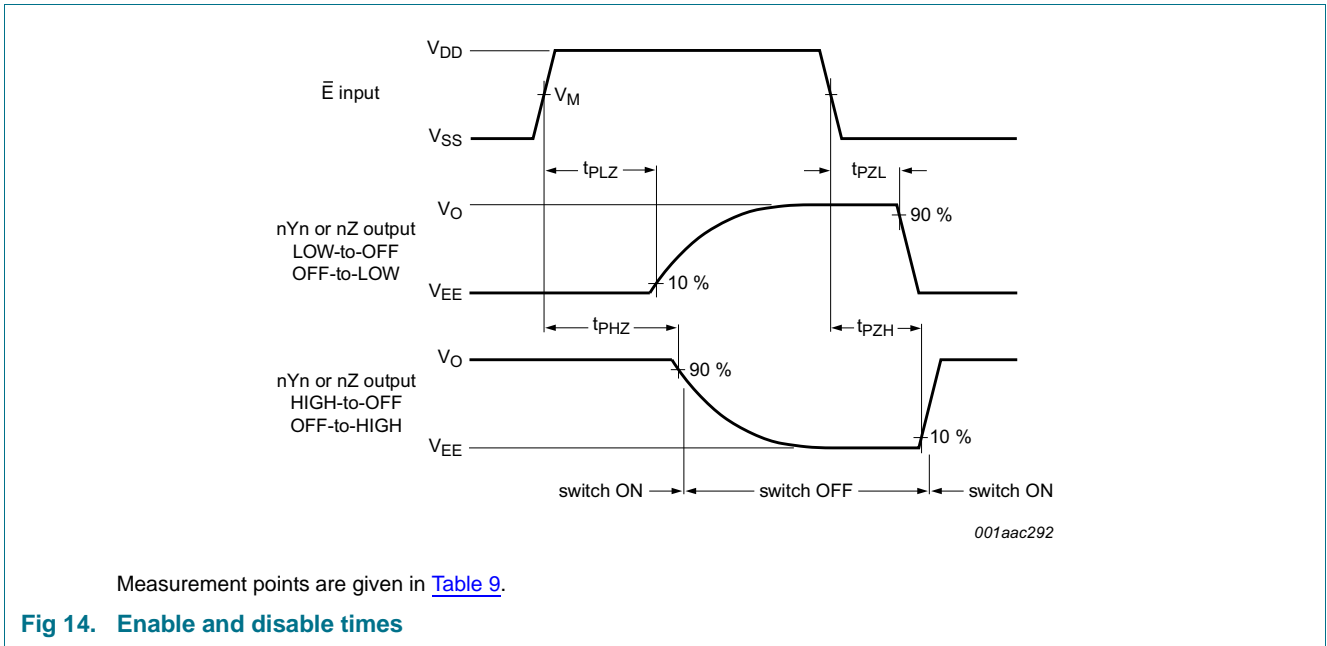 VDD
E̅ input
VM
VSS
tPLZ
tPZL
VO
90 %
nYn or nZ output
LOW-to-OFF
OFF-to-LOW
10 %
VEE
tPHZ
tPZH
VO
90 %
nYn or nZ output
HIGH-to-OFF
OFF-to-HIGH
10 %
VEE
switch ON
switch OFF
switch ON
001aac292
Measurement points are given in Table 9.
Fig 14. Enable and disable times